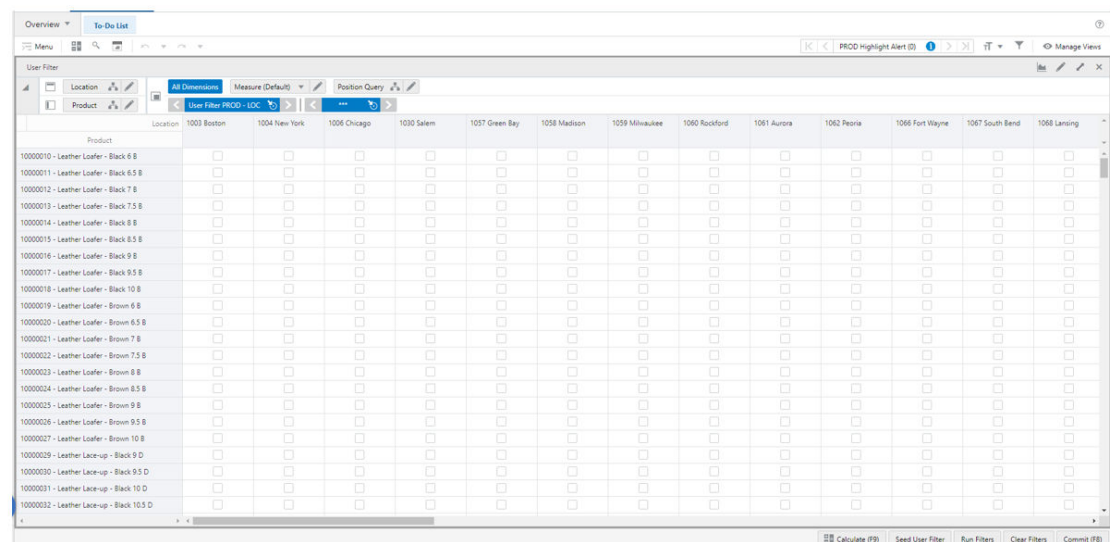 Overview To-Do List
Menu PROD Highlight Alert (0) Manage Views
User Filter
Location All Dimensions Measure (Default) Position Query
Product User Filter PROD - LOC ***
Location 1003 Boston 1004 New York 1006 Chicago 1030 Salem 1057 Green Bay 1058 Madison 1059 Milwaukee 1060 Rockford 1061 Aurora 1062 Peoria 1066 Fort Wayne 1067 South Bend 1068 Lansing
Product
10000010 - Leather Loafer - Black 6 B
10000011 - Leather Loafer - Black 6.5 B
10000012 - Leather Loafer - Black 7 B
10000013 - Leather Loafer - Black 7.5 B
10000014 - Leather Loafer - Black 8 B
10000015 - Leather Loafer - Black 8.5 B
10000016 - Leather Loafer - Black 9 B
10000017 - Leather Loafer - Black 9.5 B
10000018 - Leather Loafer - Black 10 B
10000019 - Leather Loafer - Brown 6 B
10000020 - Leather Loafer - Brown 6.5 B
10000021 - Leather Loafer - Brown 7 B
10000022 - Leather Loafer - Brown 7.5 B
10000023 - Leather Loafer - Brown 8 B
10000024 - Leather Loafer - Brown 8.5 B
10000025 - Leather Loafer - Brown 9 B
10000026 - Leather Loafer - Brown 9.5 B
10000027 - Leather Loafer - Brown 10 B
10000029 - Leather Lace-up - Black 9 D
10000030 - Leather Lace-up - Black 9.5 D
10000031 - Leather Lace-up - Black 10 D
10000032 - Leather Lace-up - Black 10.5 D
Calculate (F9) Seed User Filter Run Filters Clear Filters Commit (F8)